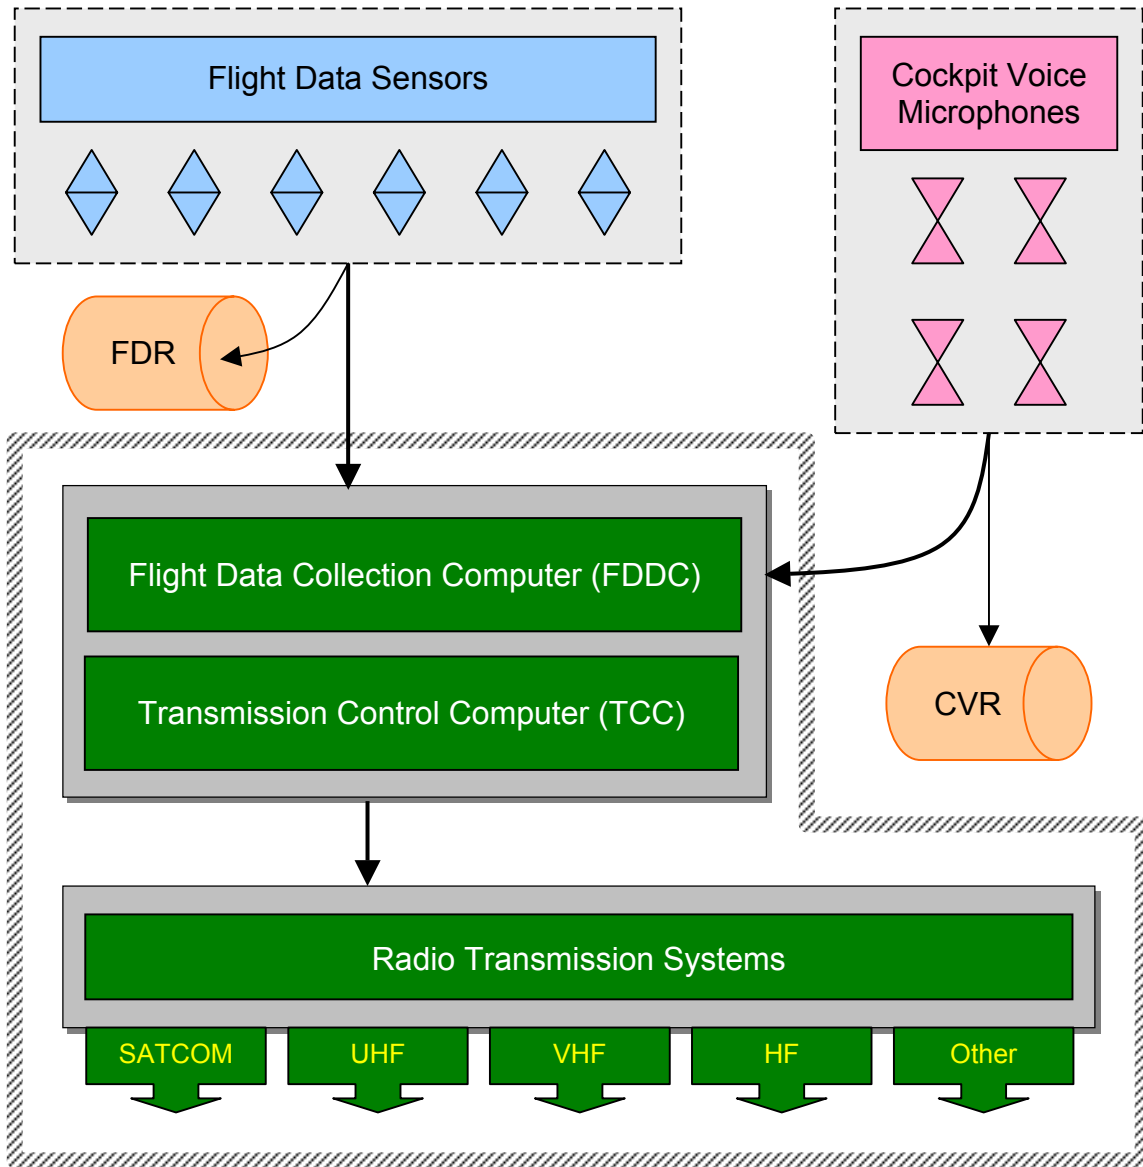 Flight Data Sensors
Cockpit Voice
Microphones
FDR
Flight Data Collection Computer (FDDC)
Transmission Control Computer (TCC)
CVR
Radio Transmission Systems
SATCOM
UHF
VHF
HF
Other